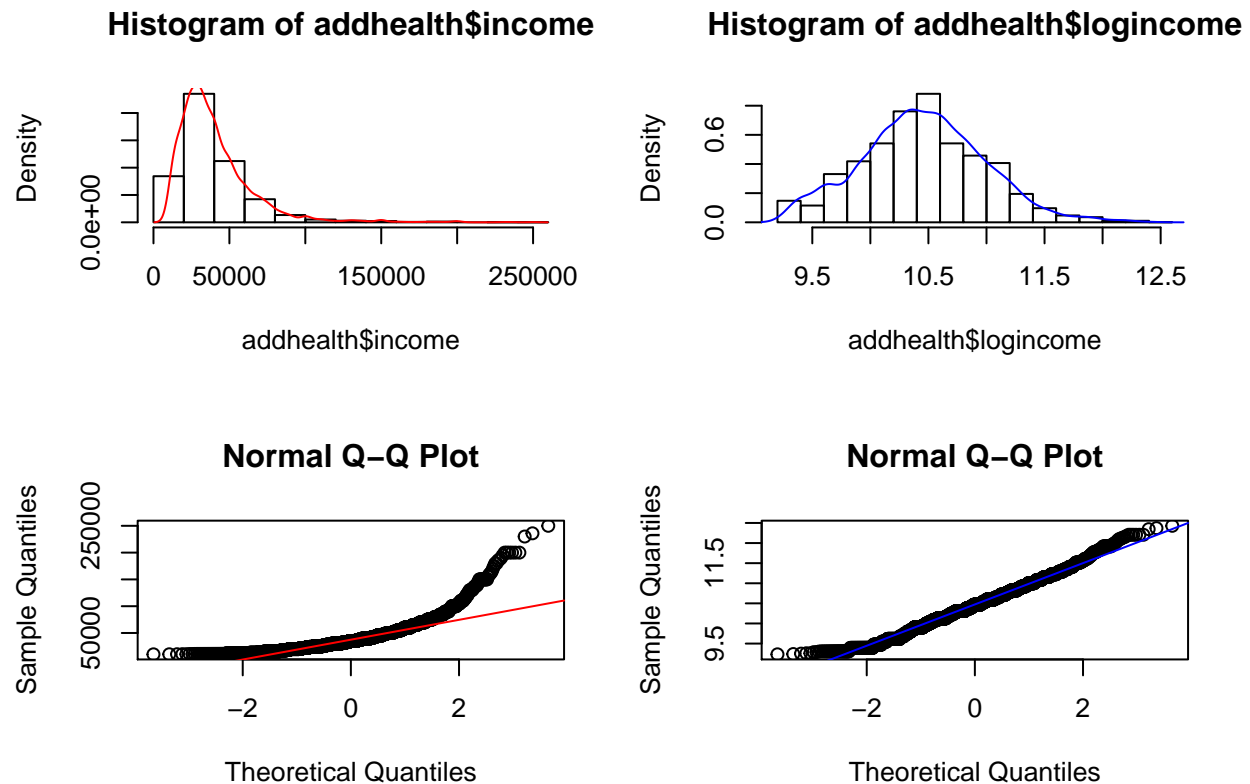 Histogram of addhealth$income
Density
0.0e+00
0 50000 150000 250000
addhealth$income
Histogram of addhealth$logincome
Density
0.0 0.6
9.5 10.5 11.5 12.5
addhealth$logincome
Normal Q−Q Plot
Sample Quantiles
50000 250000
−2 0 2
Theoretical Quantiles
Normal Q−Q Plot
Sample Quantiles
9.5 11.5
−2 0 2
Theoretical Quantiles